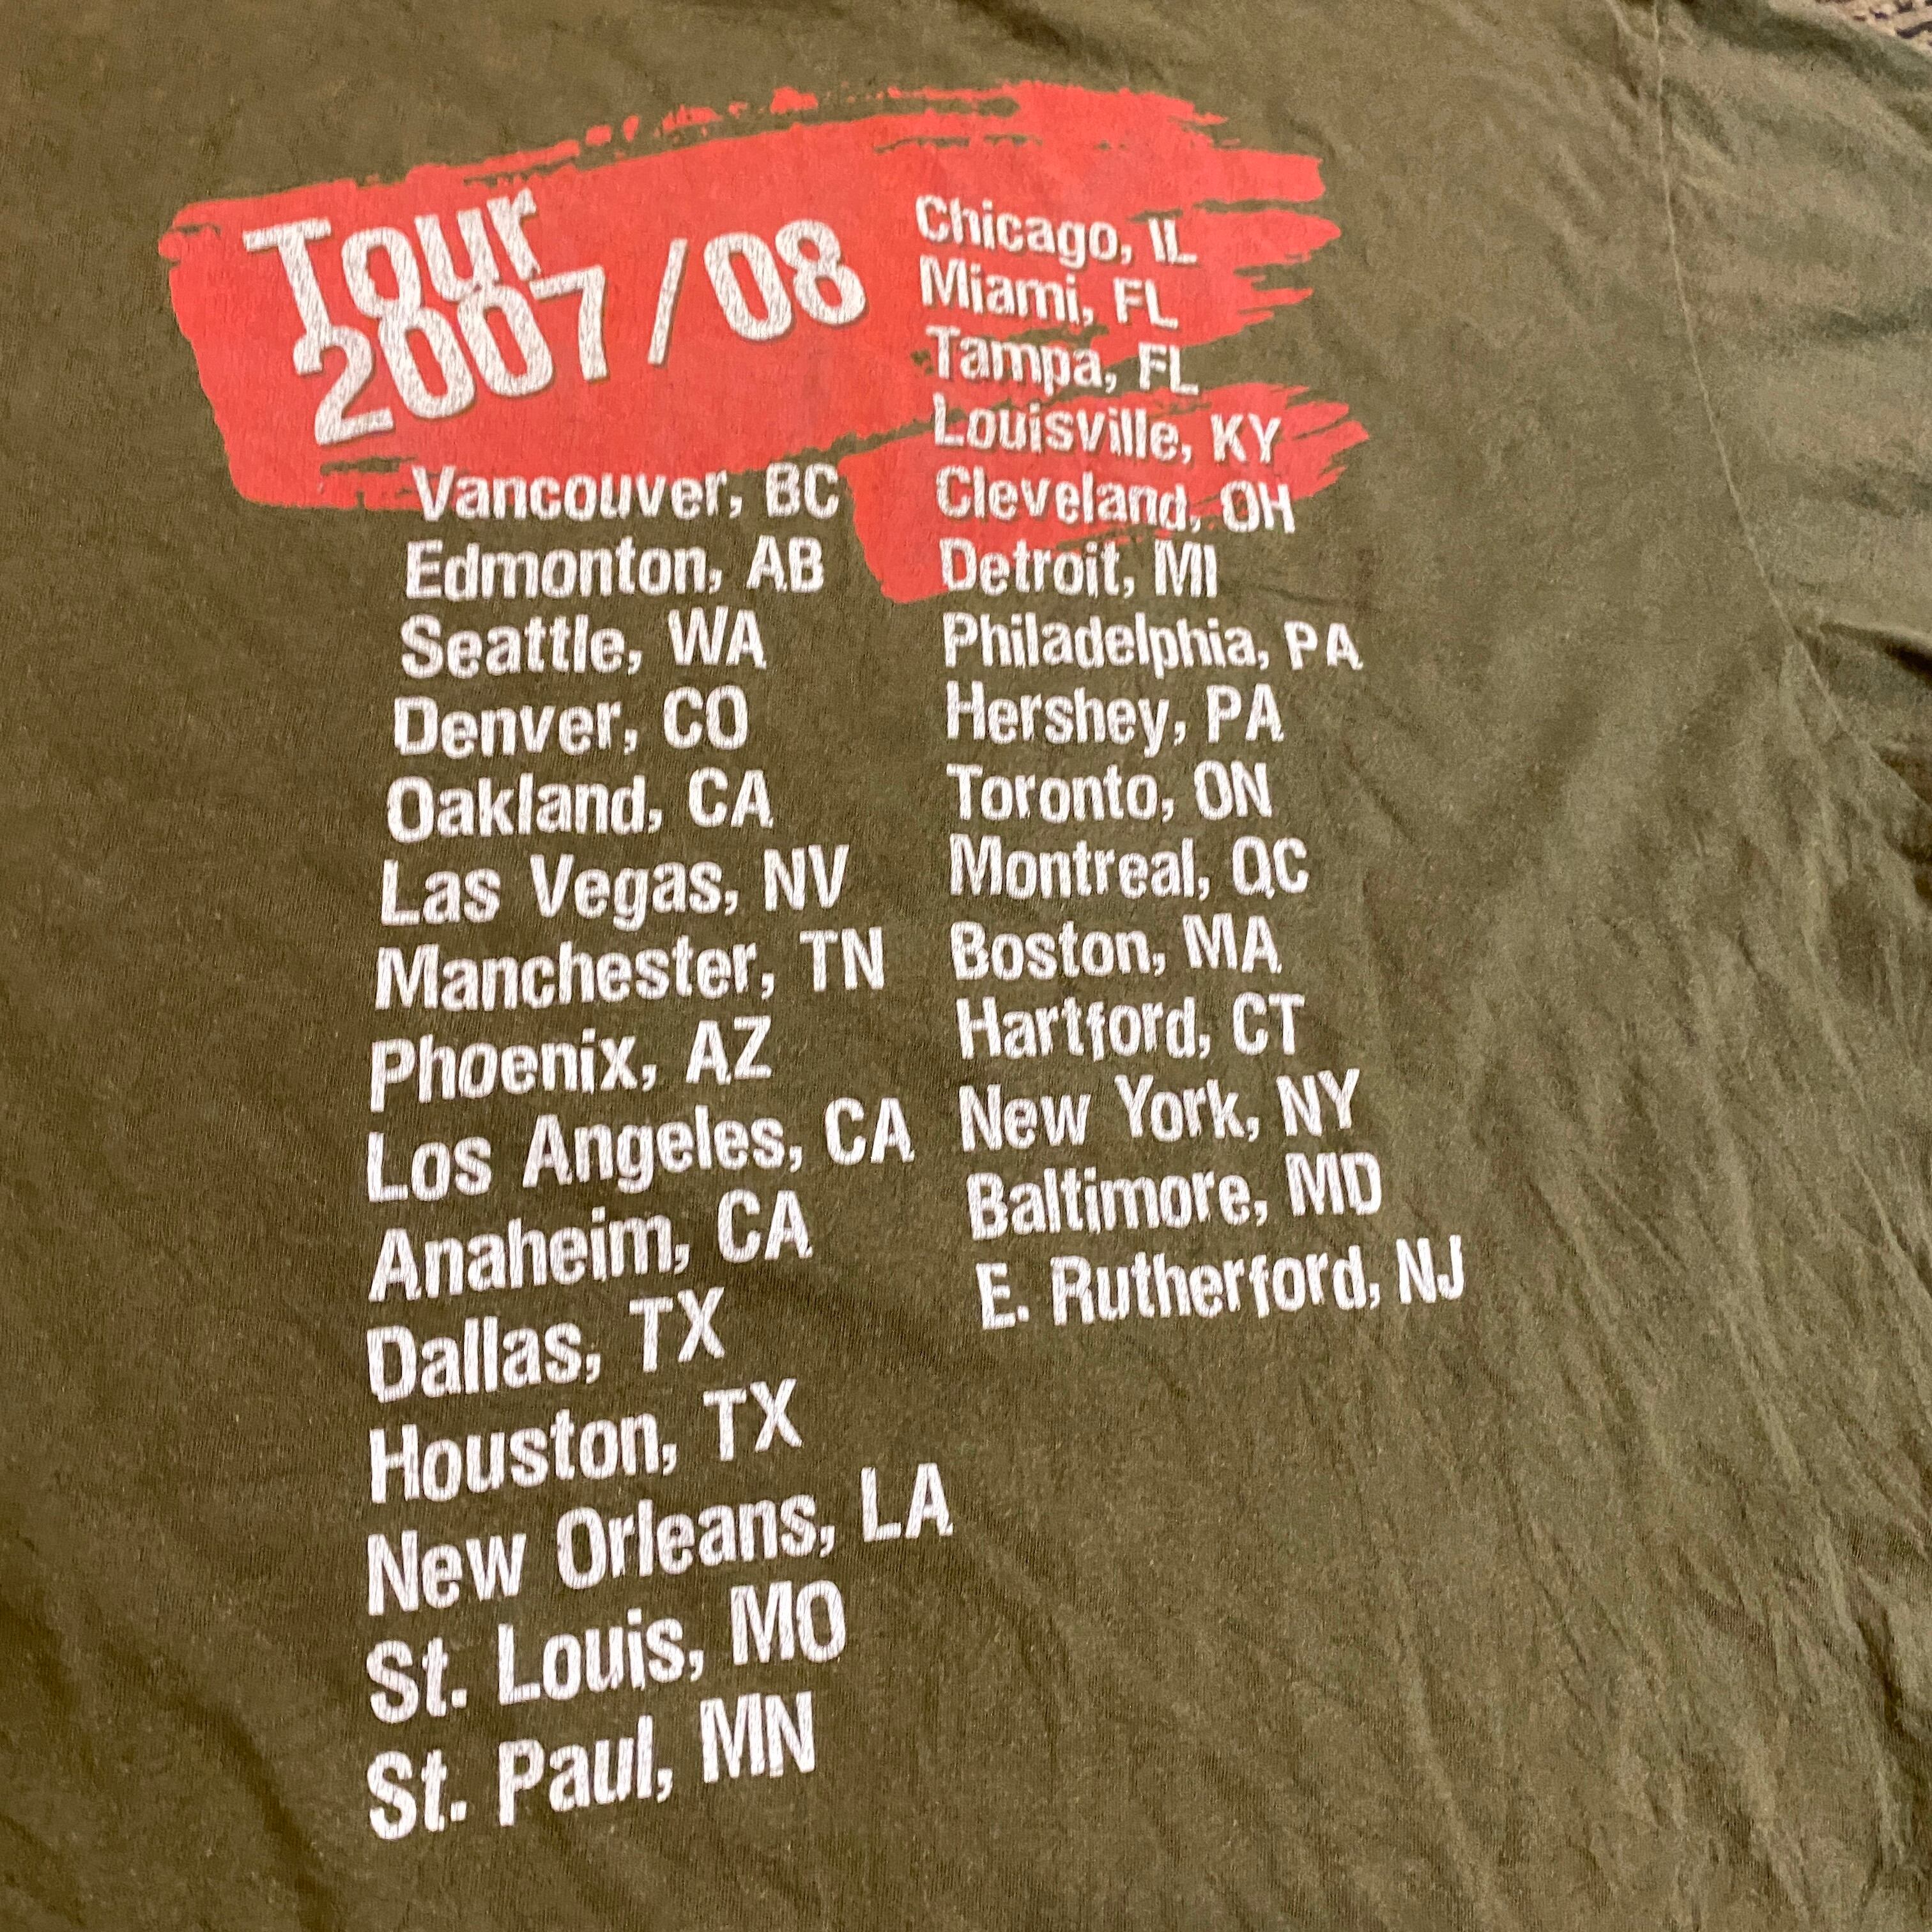 Tour
2007/08
Vancouver, BC
Edmonton, AB
Seattle, WA
Denver, CO
Oakland, CA
Las Vegas, NV
Manchester, TN
Phoenix, AZ
Los Angeles, CA
Anaheim, CA
Dallas, TX
Houston, TX
New Orleans, LA
St. Louis, MO
St. Paul, MN
Chicago, IL
Miami, FL
Tampa, FL
Louisville, KY
Cleveland, OH
Detroit, MI
Philadelphia, PA
Hershey, PA
Toronto, ON
Montreal, QC
Boston, MA
Hartford, CT
New York, NY
Baltimore, MD
E. Rutherford, NJ